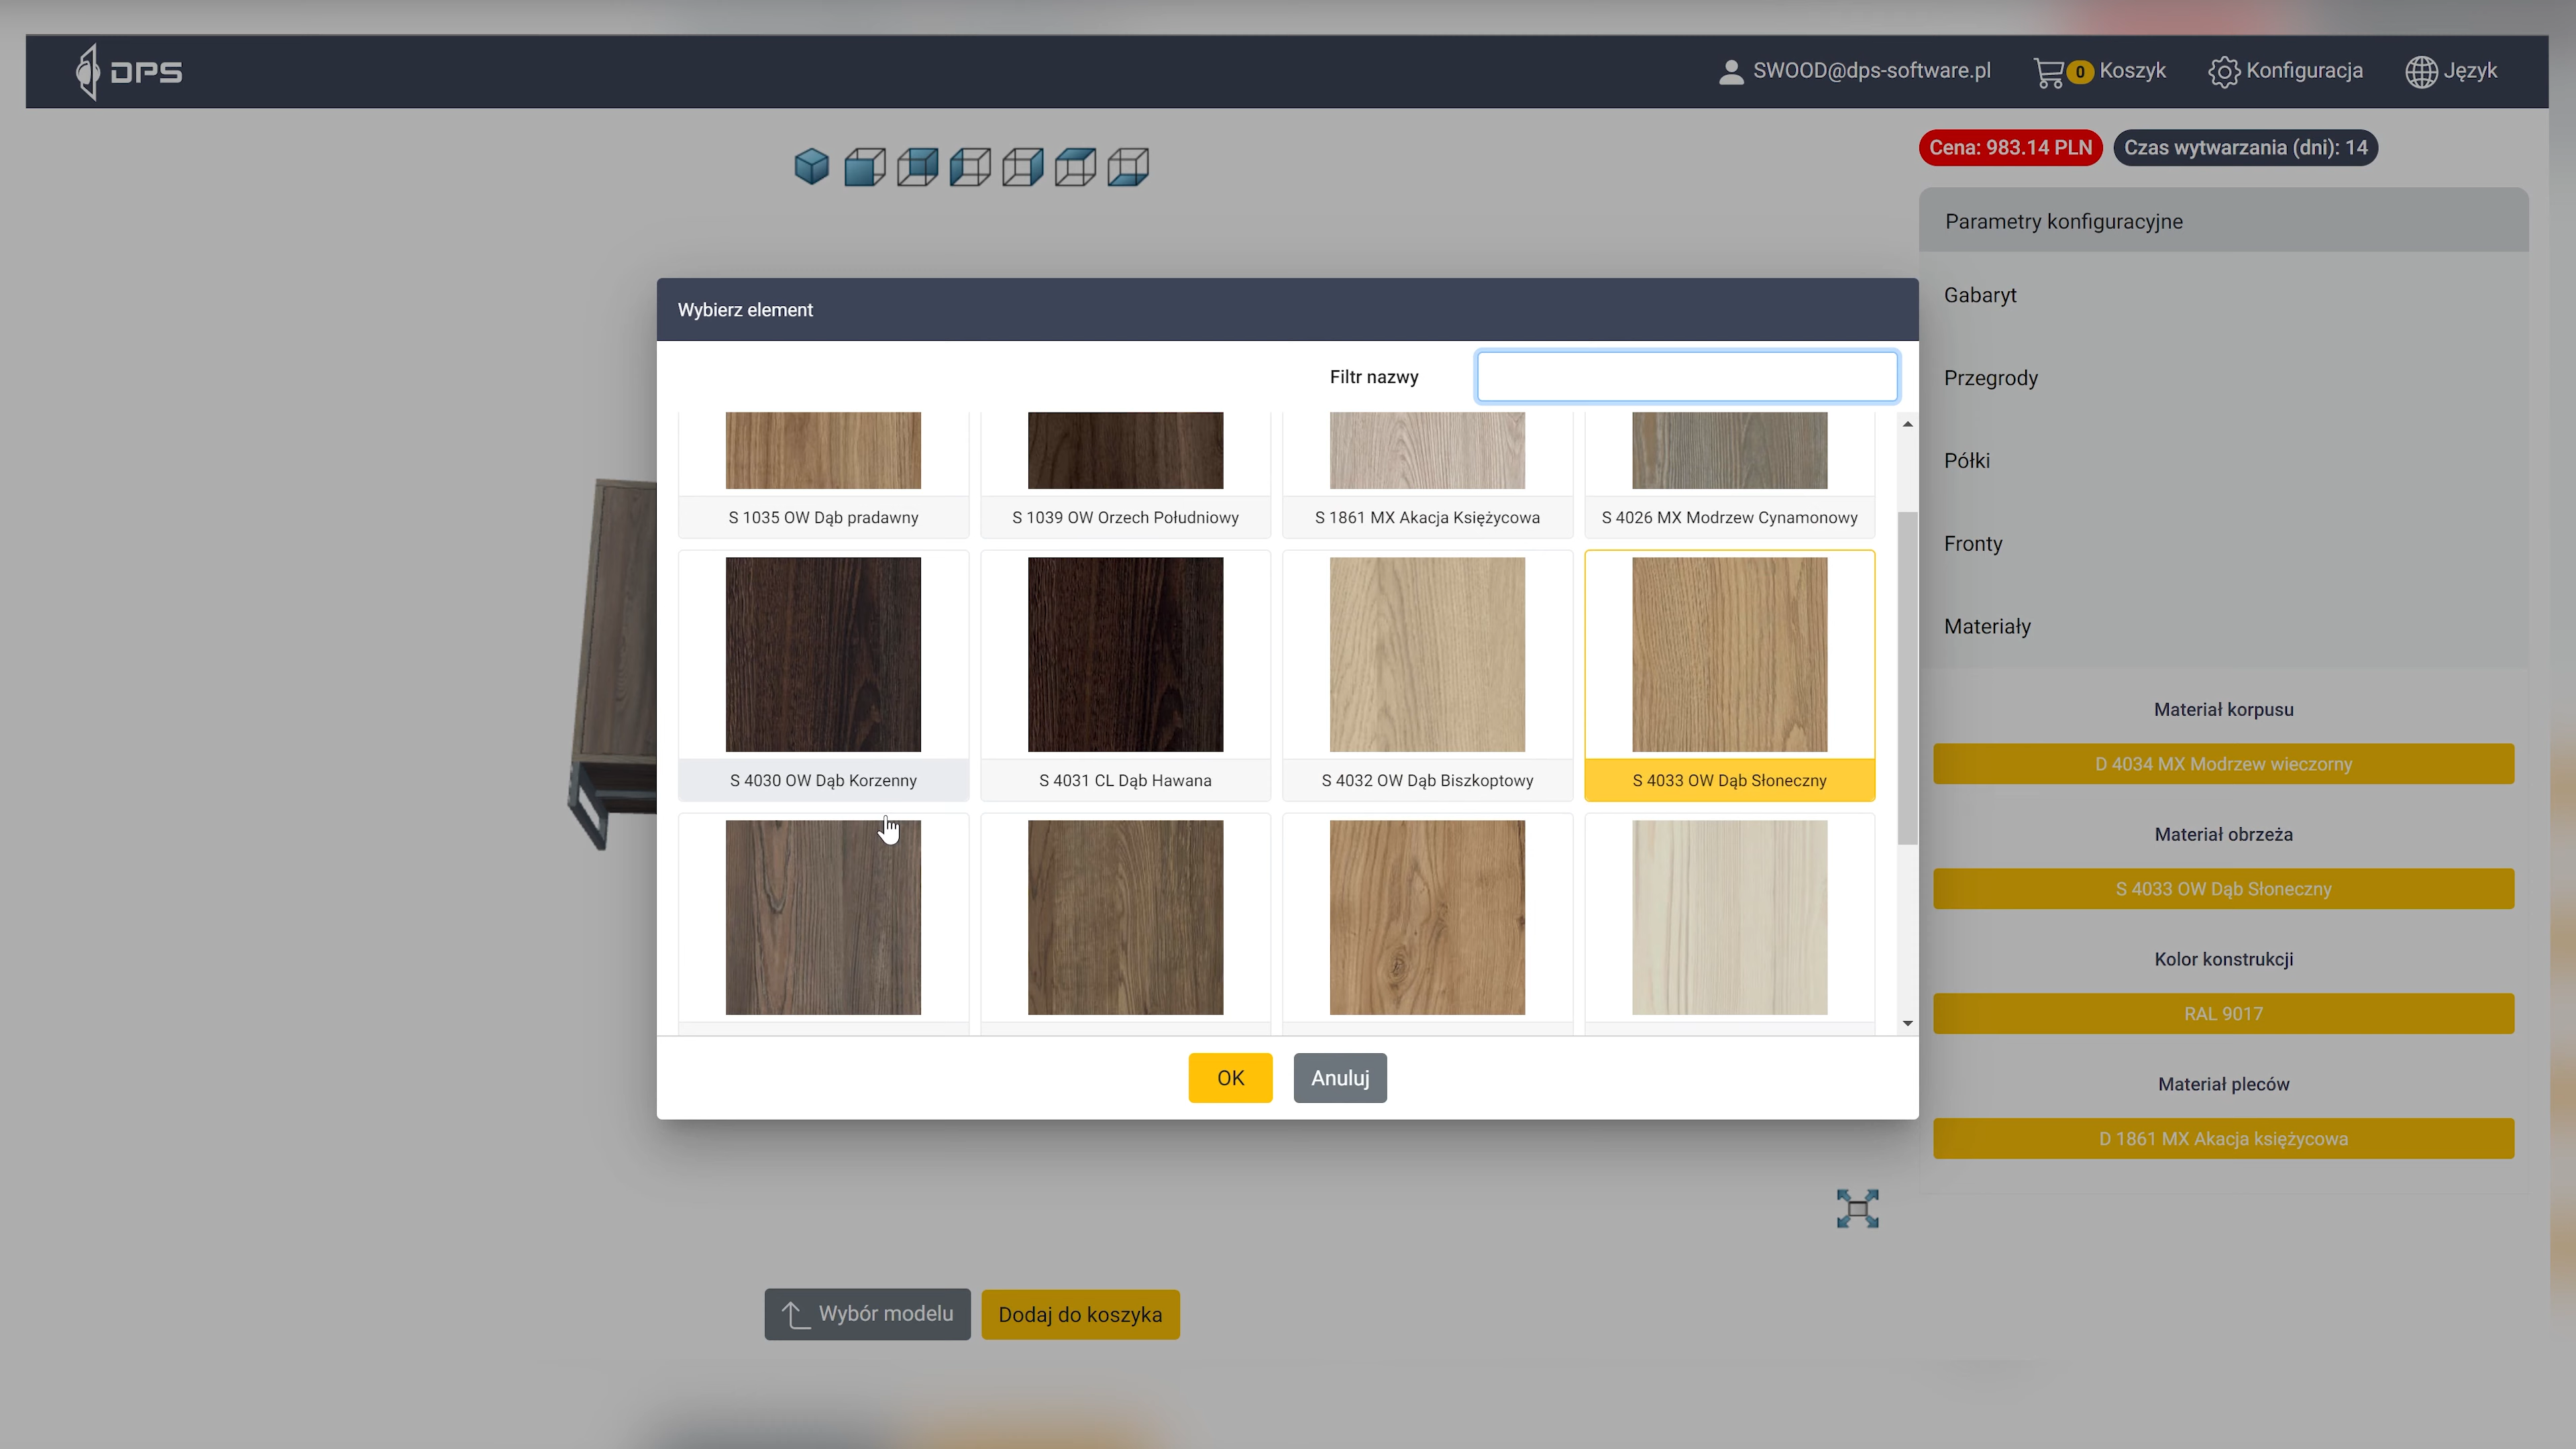 DPS
SWOOD@dps-software.pl
0 Koszyk
Konfiguracja
Język
Cena: 983.14 PLN
Czas wytwarzania (dni): 14
Parametry konfiguracyjne
Gabaryt
Przegrody
Półki
Fronty
Materiały
Materiał korpusu
D 4034 MX Modrzew wieczorny
Materiał obrzeża
S 4033 OW Dąb Słoneczny
Kolor konstrukcji
RAL 9017
Materiał pleców
D 1861 MX Akacja księżycowa
Wybierz element
Filtr nazwy
S 1035 OW Dąb pradawny
S 1039 OW Orzech Południowy
S 1861 MX Akacja Księżycowa
S 4026 MX Modrzew Cynamonowy
S 4030 OW Dąb Korzenny
S 4031 CL Dąb Hawana
S 4032 OW Dąb Biszkoptowy
S 4033 OW Dąb Słoneczny
OK
Anuluj
Wybór modelu
Dodaj do koszyka